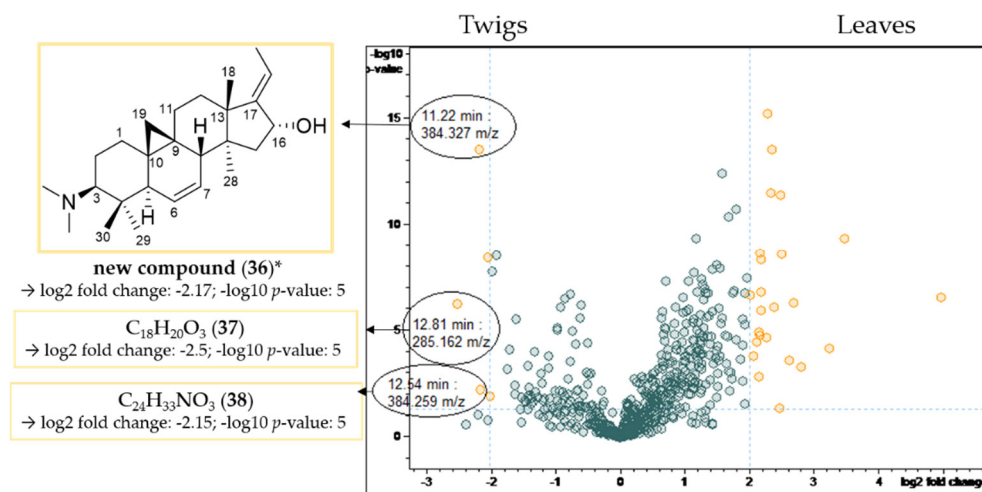 Twigs
Leaves
-log10
p-value
18
11
19
1
13
17
H
OH
16
10
9
28
3
7
6
N
H
30
29
new compound (36)*
→ log2 fold change: -2.17; -log10 p-value: 5
C₁₈H₂₀O₃ (37)
→ log2 fold change: -2.5; -log10 p-value: 5
C₂₄H₃₃NO₃ (38)
→ log2 fold change: -2.15; -log10 p-value: 5
11.22 min :
384.327 m/z
12.81 min :
285.162 m/z
12.54 min :
384.259 m/z
15
10
5
0
-3 -2 -1 0 1 2 3 4
log2 fold change